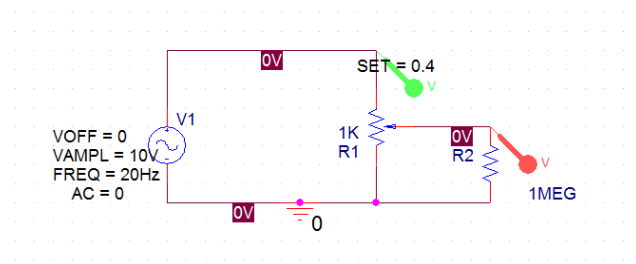 0V
SET = 0.4
V
V1
VOFF = 0
VAMPL = 10V
FREQ = 20Hz
AC = 0
1K
R1
0V
R2
V
1MEG
0V
0